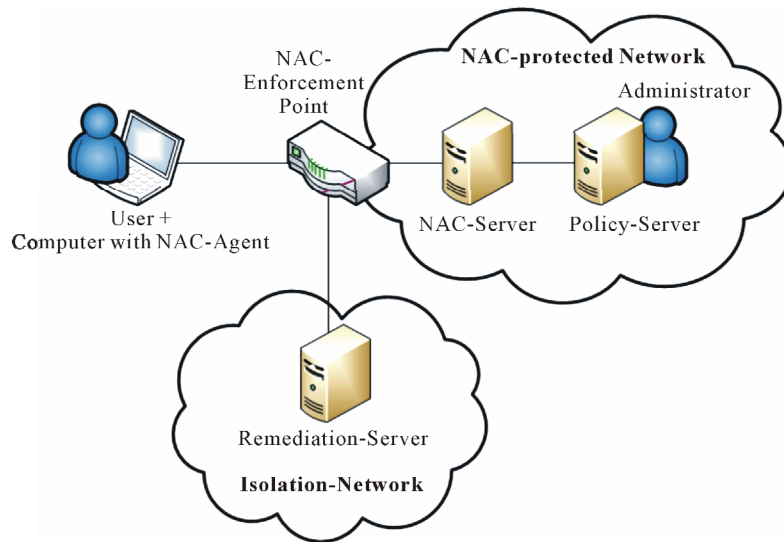 NAC-
Enforcement
Point
NAC-protected Network
Administrator
User +
Computer with NAC-Agent
NAC-Server
Policy-Server
Remediation-Server
Isolation-Network